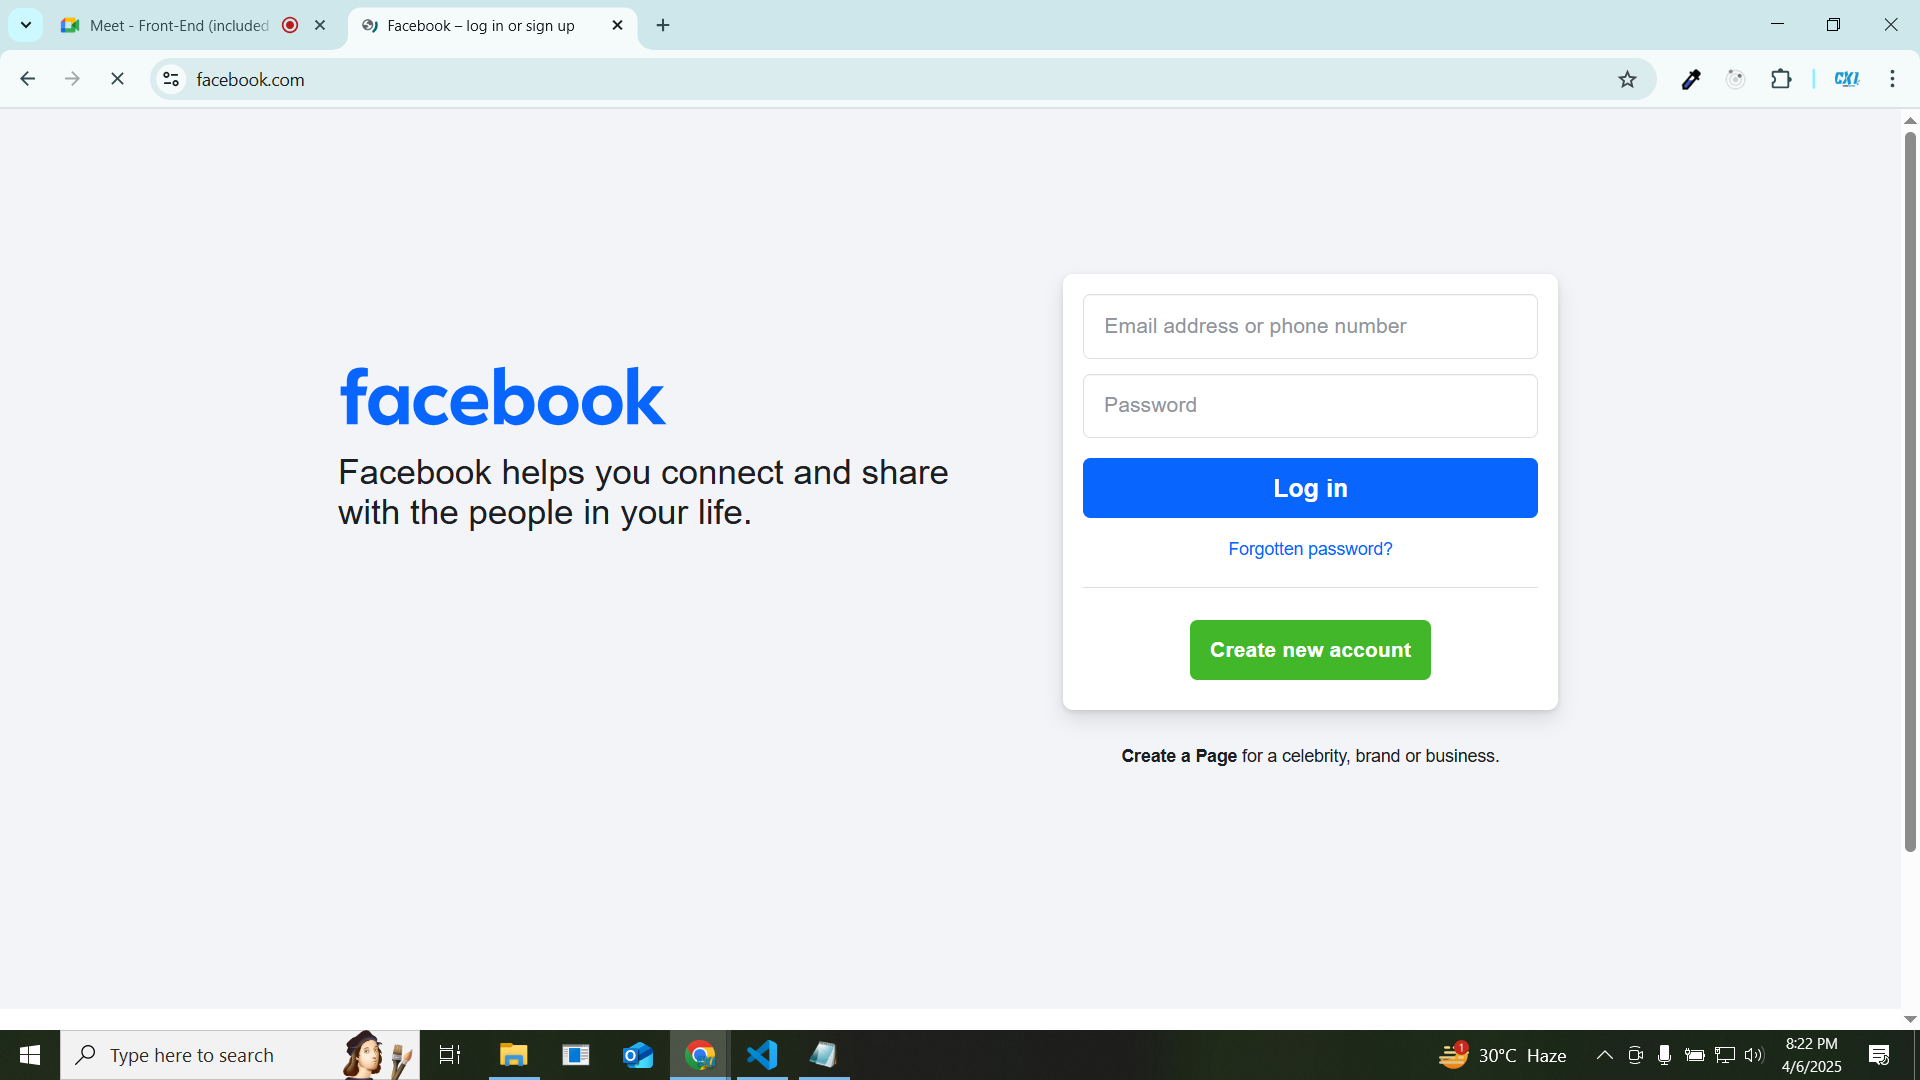 Meet - Front-End (included
Facebook – log in or sign up
facebook.com
CKI
facebook
Facebook helps you connect and share
with the people in your life.
Email address or phone number
Password
Log in
Forgotten password?
Create new account
Create a Page for a celebrity, brand or business.
Type here to search
1
30°C Haze
8:22 PM
4/6/2025